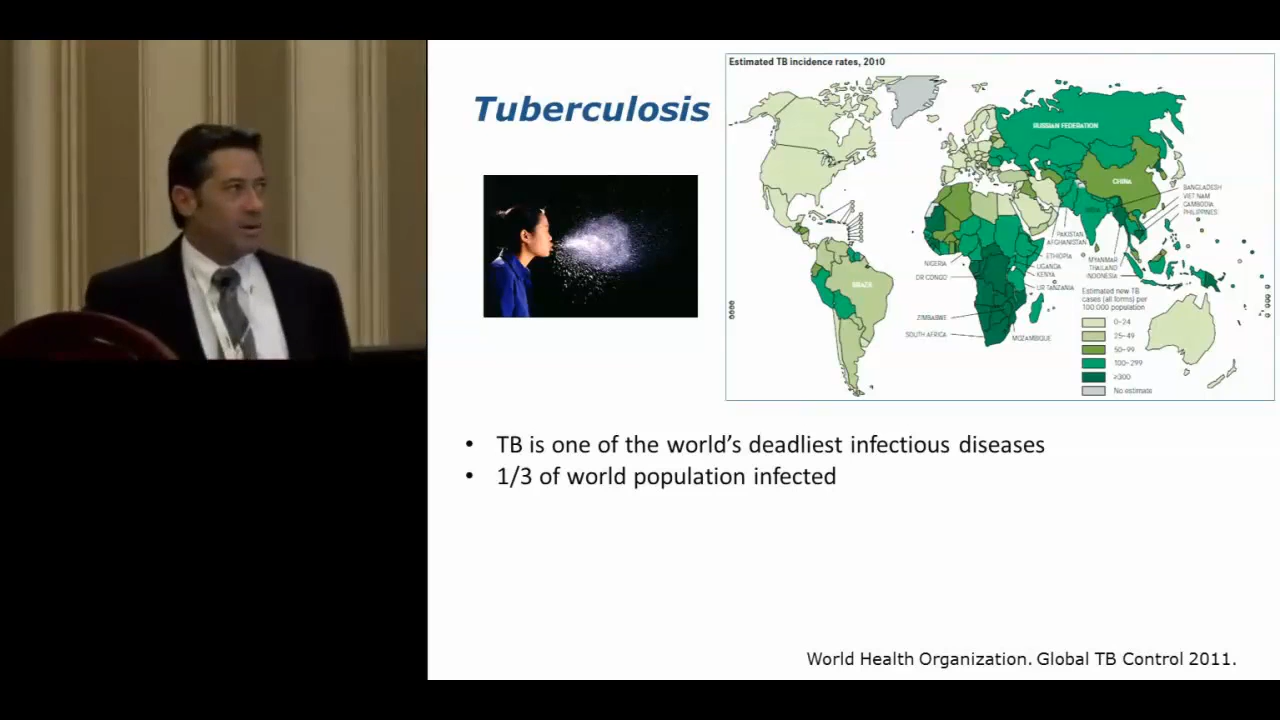 Tuberculosis
Estimated TB incidence rates, 2010
RUSSIAN FEDERATION
CHINA
BANGLADESH
VIET NAM
CAMBODIA
PHILIPPINES
INDIA
PAKISTAN
AFGHANISTAN
ETHIOPIA
NIGERIA
UGANDA
KENYA
DR CONGO
UR TANZANIA
MYANMAR
THAILAND
INDONESIA
BRAZIL
ZIMBABWE
SOUTH AFRICA
MOZAMBIQUE
Estimated new TB
cases (all forms) per
100 000 population
0–24
25–49
50–99
100–299
≥300
No estimate
• TB is one of the world’s deadliest infectious diseases
• 1/3 of world population infected
World Health Organization. Global TB Control 2011.